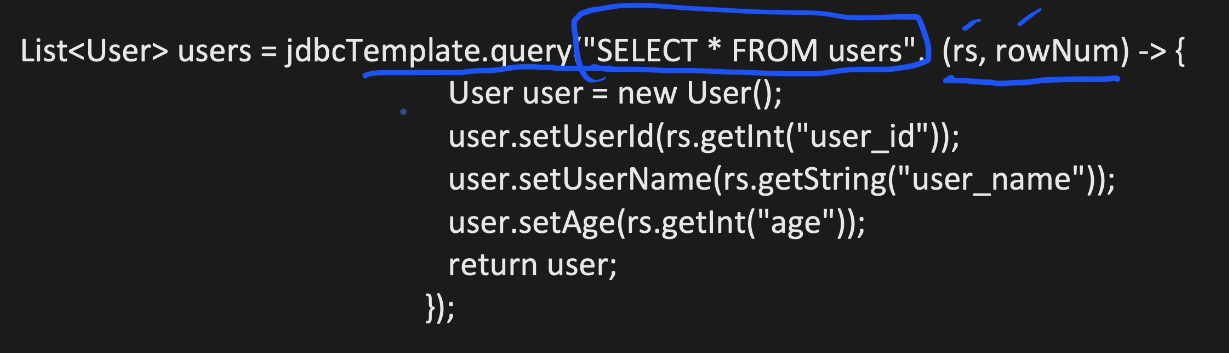 List<User> users = jdbcTemplate.query("SELECT * FROM users", (rs, rowNum) -> {
User user = new User();
user.setUserId(rs.getInt("user_id"));
user.setUserName(rs.getString("user_name"));
user.setAge(rs.getInt("age"));
return user;
});